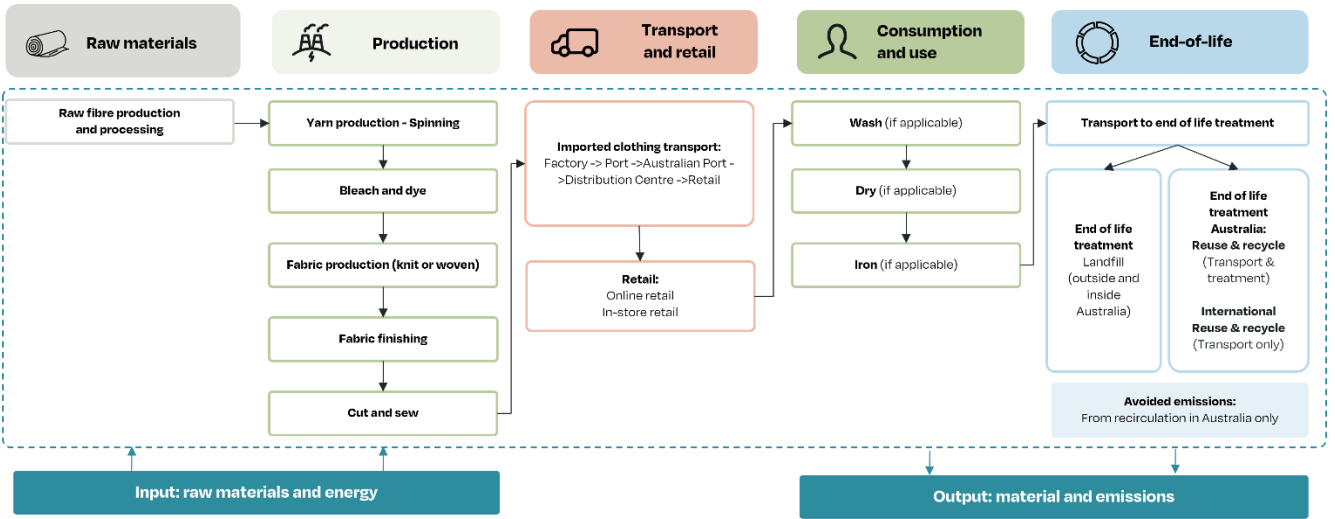 Raw materials
Production
Transport
and retail
Consumption
and use
End-of-life
Raw fibre production
and processing
Yarn production - Spinning
Bleach and dye
Fabric production (knit or woven)
Fabric finishing
Cut and sew
Imported clothing transport:
Factory -> Port ->Australian Port -
>Distribution Centre ->Retail
Retail:
Online retail
In-store retail
Wash (if applicable)
Dry (if applicable)
Iron (if applicable)
Transport to end of life treatment
End of life
treatment
Landfill
(outside and
inside
Australia)
End of life
treatment
Australia:
Reuse & recycle
(Transport &
treatment)
International
Reuse & recycle
(Transport only)
Avoided emissions:
From recirculation in Australia only
Input: raw materials and energy
Output: material and emissions